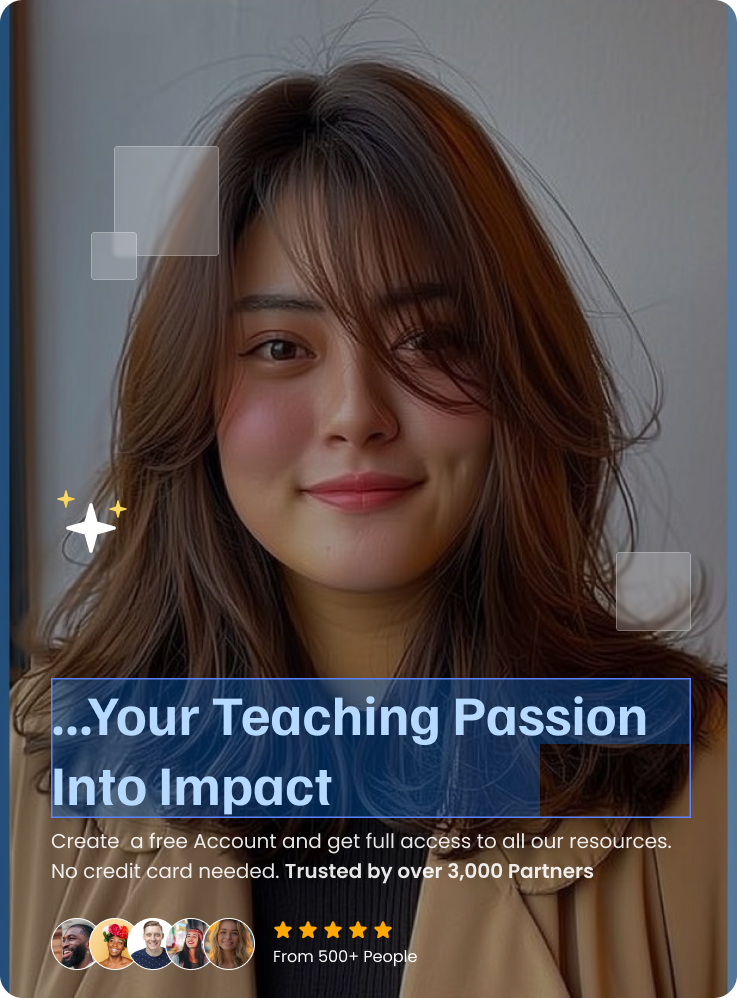 ...Your Teaching Passion
Into Impact
Create  a free Account and get full access to all our resources.
No credit card needed. Trusted by over 3,000 Partners
From 500+ People